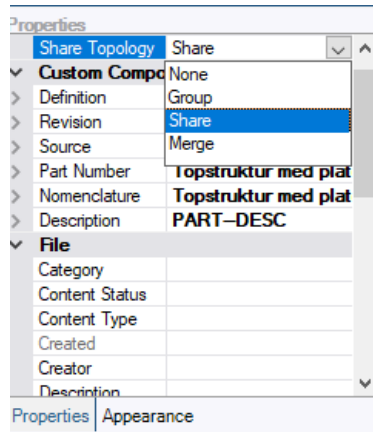 Properties
Share Topology Share
None
Custom Compo
Group
Definition
Share
Revision
Merge
Source
Part Number Topstruktur med plat
Nomenclature Topstruktur med plat
Description PART–DESC
File
Category
Content Status
Content Type
Created
Creator
Description
Properties Appearance